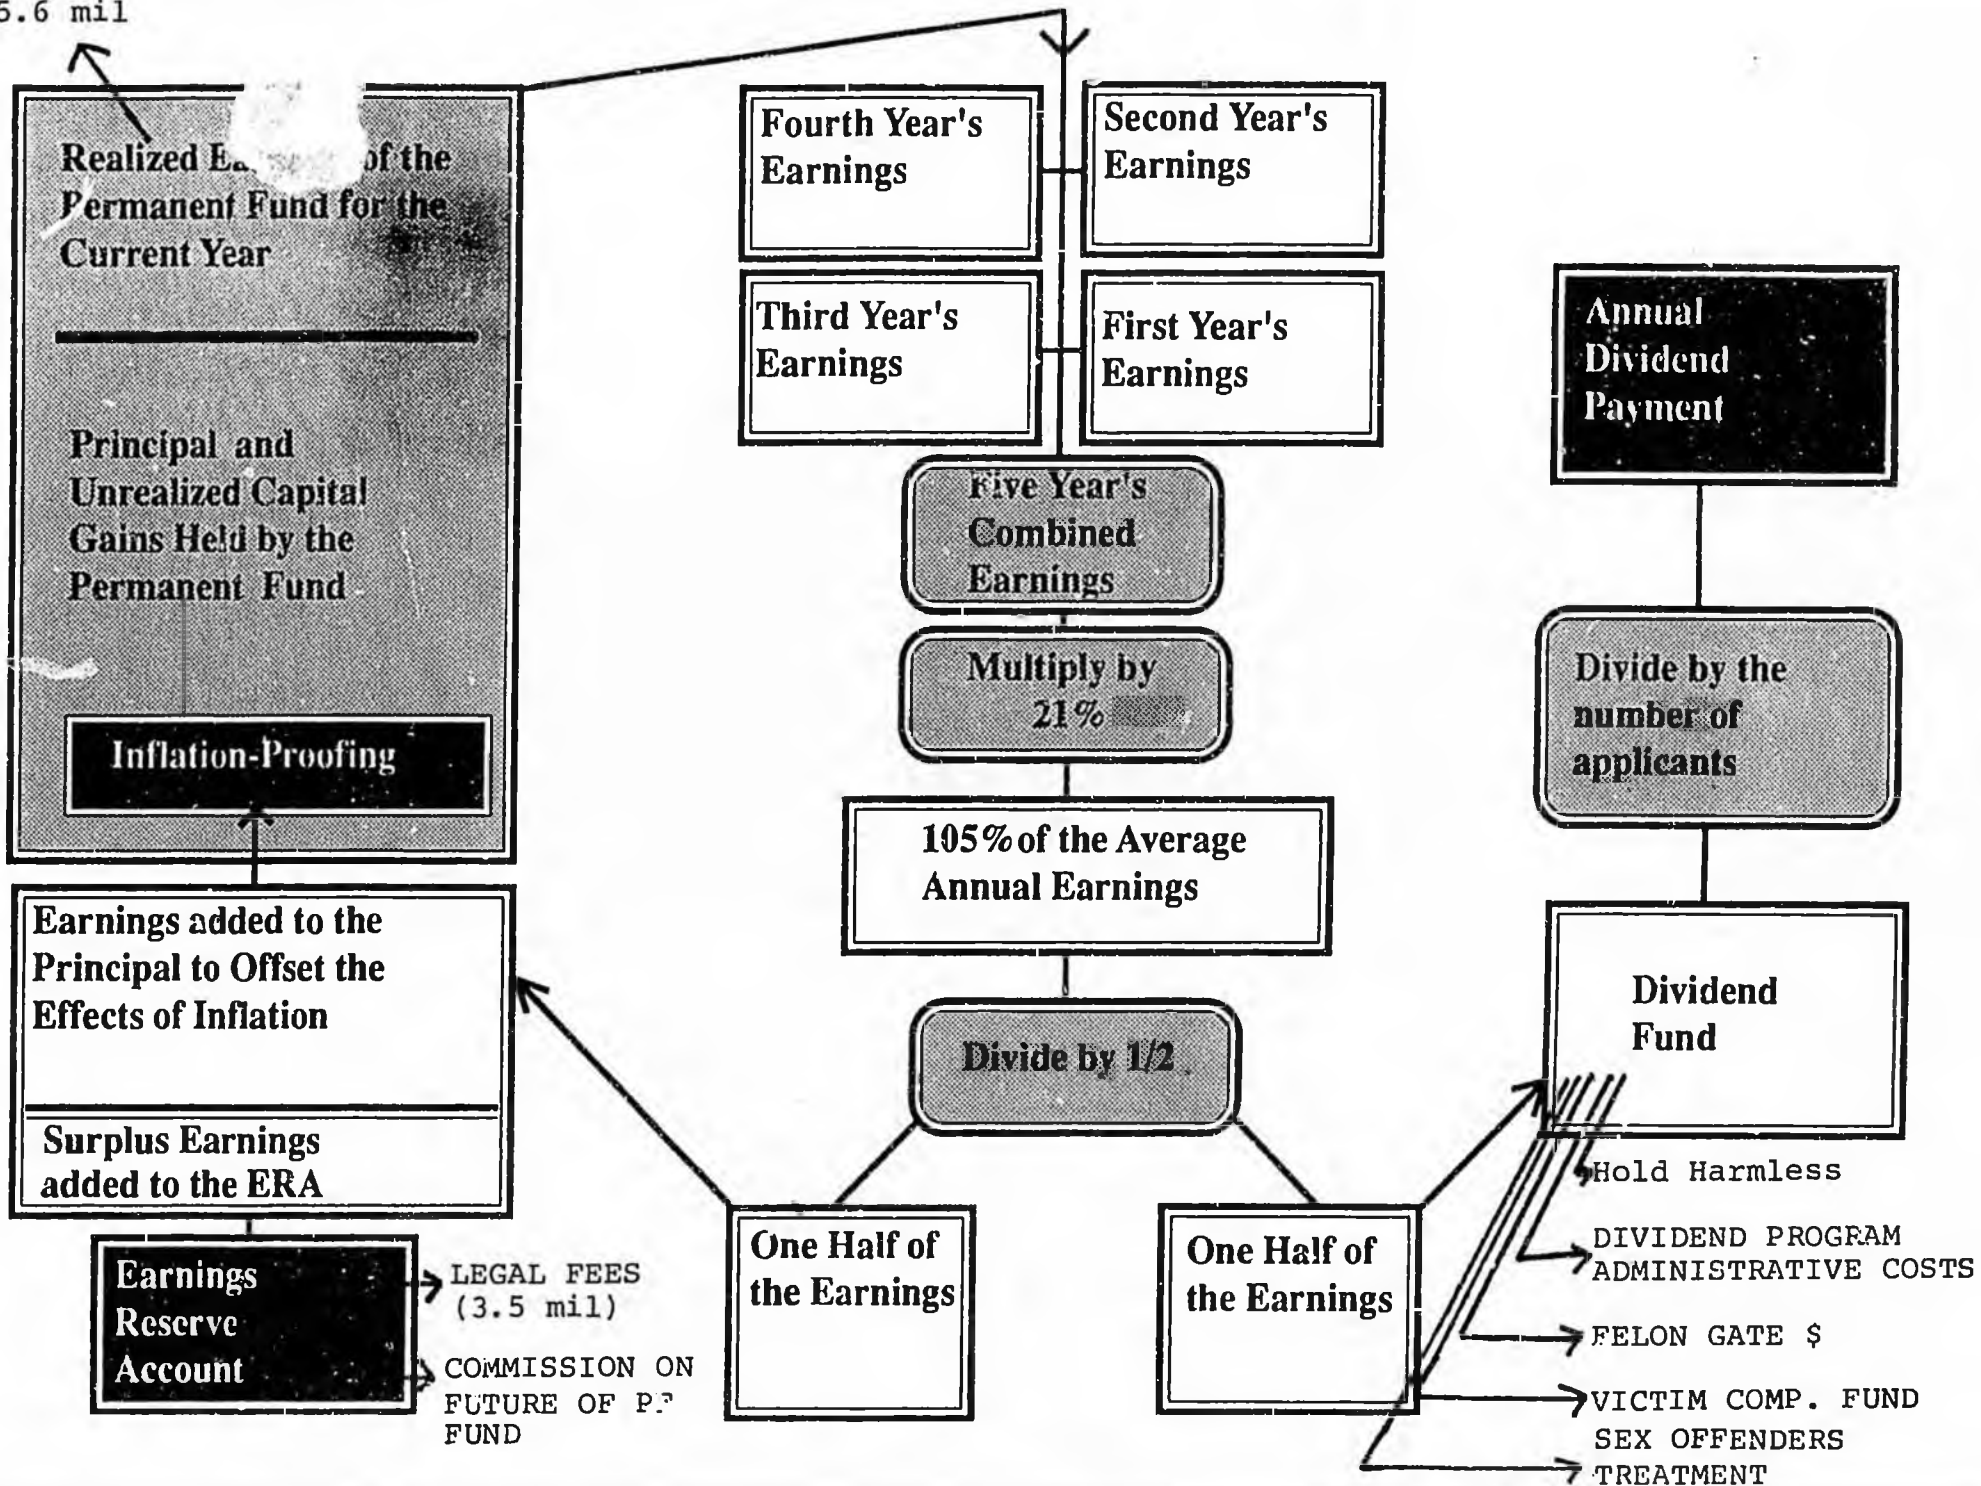 5.6 mil
Realized of the
Permanent Fund for the
Current Year
Principal and
Unrealized Capital
Gains Held by the
Permanent Fund
Inflation-Proofing
Earnings added to the
Principal to Offset the
Effects of Inflation
Surplus Earnings
added to the ERA
Earnings
Reserve
Account
LEGAL FEES
(3.5 mil)
COMMISSION ON
FUTURE OF
FUND
Fourth Year's
Earnings
Second Year's
Earnings
Third Year's
Earnings
First Year's
Earnings
Five Year's
Combined
Earnings
Multiply by
21%
105% of the Average
Annual Earnings
Divide by 1/2
One Half of
the Earnings
One Half of
the Earnings
Annual
Dividend
Payment
Divide by the
number of
applicants
Dividend
Fund
Hold Harmless
DIVIDEND PROGRAM
ADMINISTRATIVE COSTS
FELON GATE $
VICTIM COMP. FUND
SEX OFFENDERS
TREATMENT